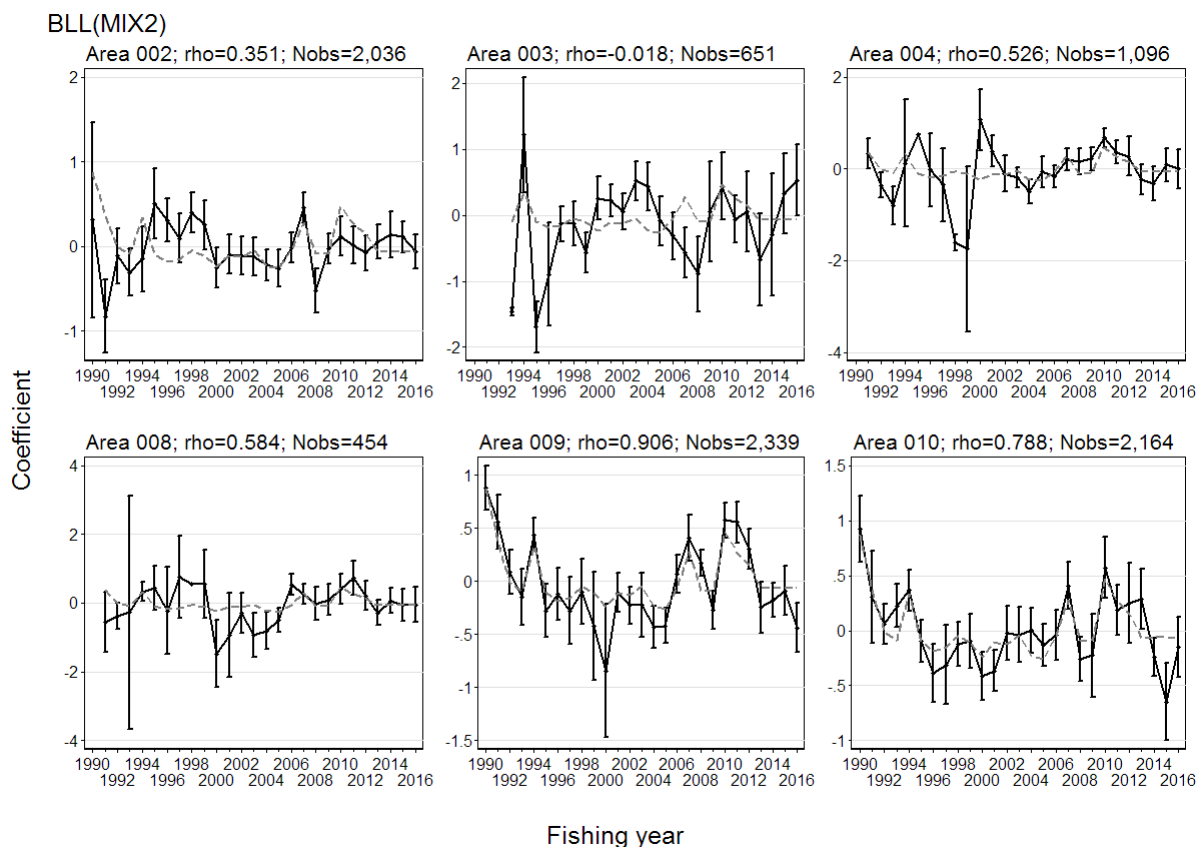 BLL(MIX2)
Area 002; rho=0.351; Nobs=2,036
Area 003; rho=-0.018; Nobs=651
Area 004; rho=0.526; Nobs=1,096
2
1
0
-1
1990 1994 1998 2002 2006 2010 2014
1992 1996 2000 2004 2008 2012 2016
2
1
0
-1
-2
1990 1994 1998 2002 2006 2010 2014
1992 1996 2000 2004 2008 2012 2016
2
0
-2
-4
1990 1994 1998 2002 2006 2010 2014
1992 1996 2000 2004 2008 2012 2016
Coefficient
Area 008; rho=0.584; Nobs=454
Area 009; rho=0.906; Nobs=2,339
Area 010; rho=0.788; Nobs=2,164
4
2
0
-2
-4
1990 1994 1998 2002 2006 2010 2014
1992 1996 2000 2004 2008 2012 2016
1
.5
0
-.5
-1
-1.5
1990 1994 1998 2002 2006 2010 2014
1992 1996 2000 2004 2008 2012 2016
1.5
1
.5
0
-.5
-1
1990 1994 1998 2002 2006 2010 2014
1992 1996 2000 2004 2008 2012 2016
Fishing year